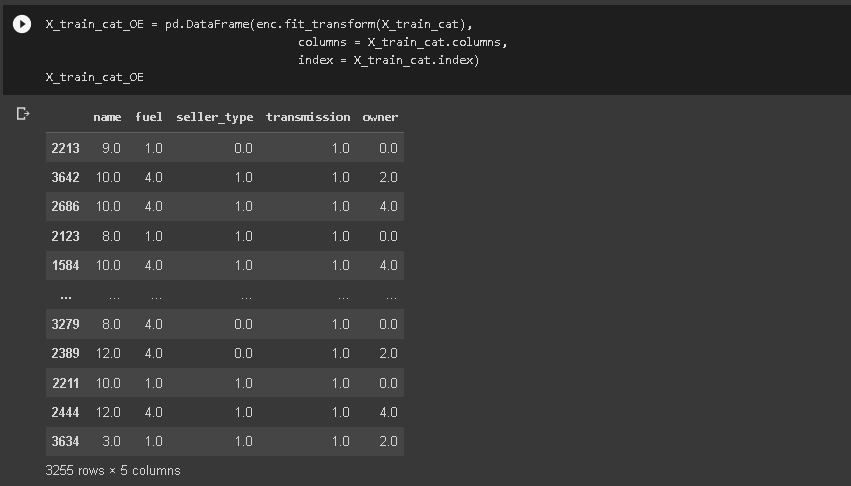 X_train_cat_OE = pd.DataFrame(enc.fit_transform(X_train_cat),
columns = X_train_cat.columns,
index = X_train_cat.index)
X_train_cat_OE
name fuel seller_type transmission owner
2213 9.0 1.0 0.0 1.0 0.0
3642 10.0 4.0 1.0 1.0 2.0
2686 10.0 4.0 1.0 1.0 4.0
2123 8.0 1.0 1.0 1.0 0.0
1584 10.0 4.0 1.0 1.0 4.0
... ... ... ... ... ...
3279 8.0 4.0 0.0 1.0 0.0
2389 12.0 4.0 0.0 1.0 2.0
2211 10.0 1.0 1.0 1.0 0.0
2444 12.0 4.0 1.0 1.0 4.0
3634 3.0 1.0 1.0 1.0 2.0
3255 rows × 5 columns